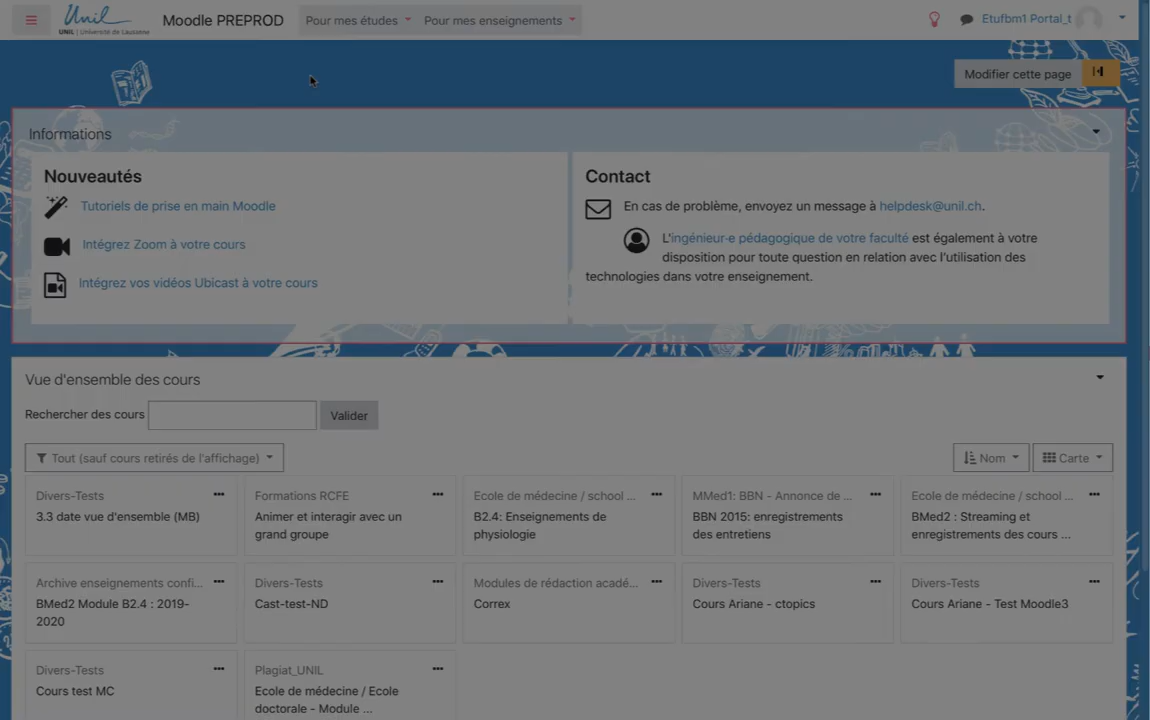 Unil
UNIL | Université de Lausanne
Moodle PREPROD
Pour mes études
Pour mes enseignements
Etufbm1 Portal_t
Modifier cette page
Informations
Nouveautés
Tutoriels de prise en main Moodle
Intégrez Zoom à votre cours
Intégrez vos vidéos Ubicast à votre cours
Contact
En cas de problème, envoyez un message à helpdesk@unil.ch.
L'ingénieur·e pédagogique de votre faculté est également à votre
disposition pour toute question en relation avec l'utilisation des
technologies dans votre enseignement.
Vue d'ensemble des cours
Rechercher des cours
Valider
Tout (sauf cours retirés de l'affichage)
Nom
Carte
Divers-Tests
3.3 date vue d'ensemble (MB)
Formations RCFE
Animer et interagir avec un
grand groupe
Ecole de médecine / school ...
B2.4: Enseignements de
physiologie
MMed1: BBN - Annonce de ...
BBN 2015: enregistrements
des entretiens
Ecole de médecine / school ...
BMed2 : Streaming et
enregistrements des cours ...
Archive enseignements confi...
BMed2 Module B2.4 : 2019-
2020
Divers-Tests
Cast-test-ND
Modules de rédaction acadé...
Correx
Divers-Tests
Cours Ariane - ctopics
Divers-Tests
Cours Ariane - Test Moodle3
Divers-Tests
Cours test MC
Plagiat_UNIL
Ecole de médecine / Ecole
doctorale - Module ...